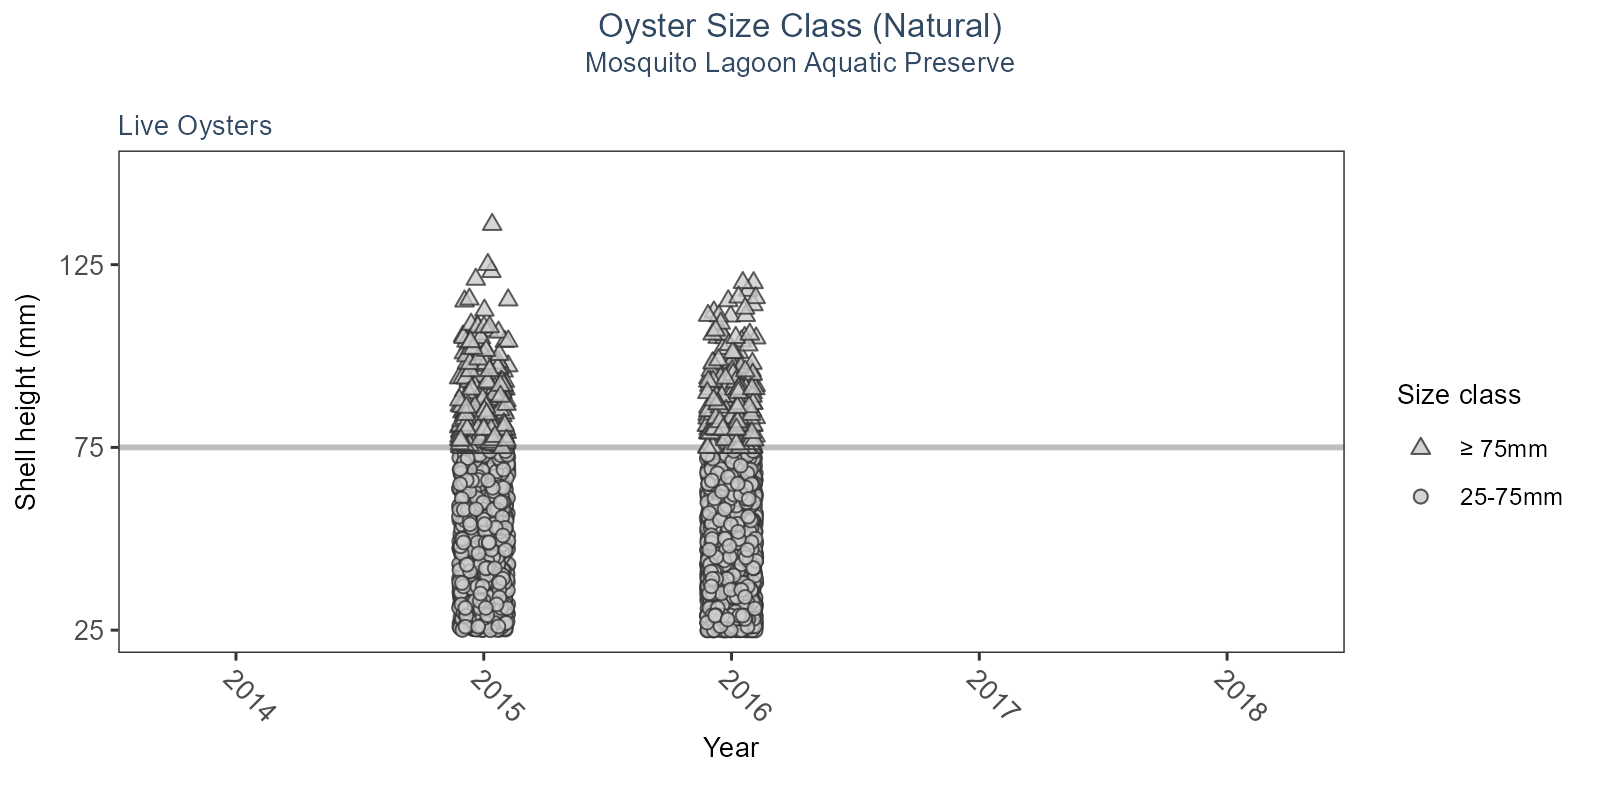 Oyster Size Class (Natural)
Mosquito Lagoon Aquatic Preserve
Live Oysters
Shell height (mm)
125
75
25
2014
2015
2016
2017
2018
Year
Size class
≥ 75mm
25-75mm